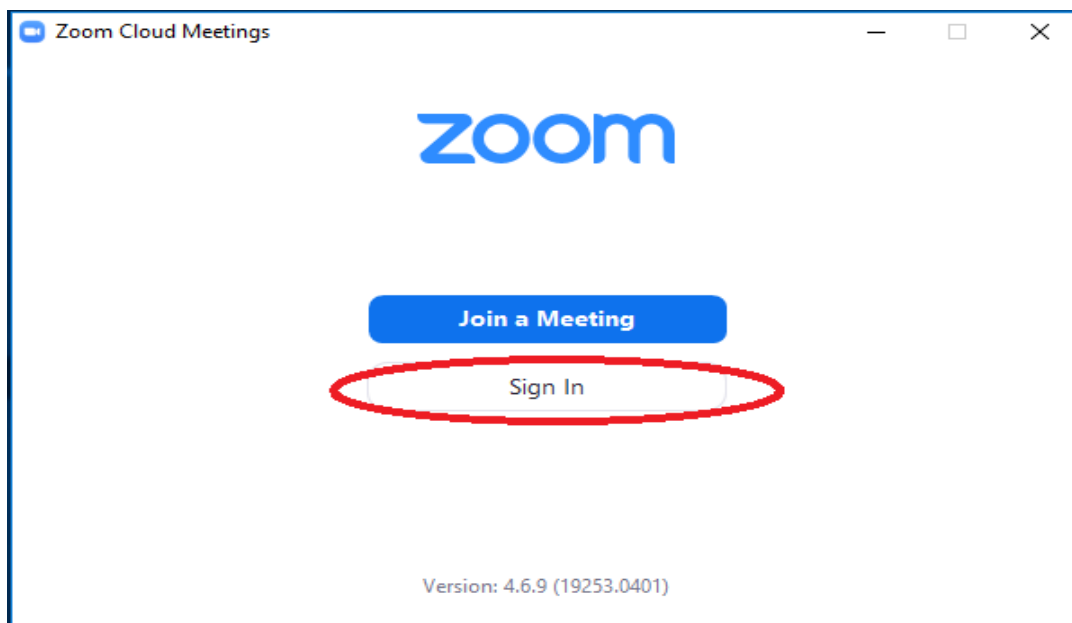 Zoom Cloud Meetings
zoom
Join a Meeting
Sign In
Version: 4.6.9 (19253.0401)